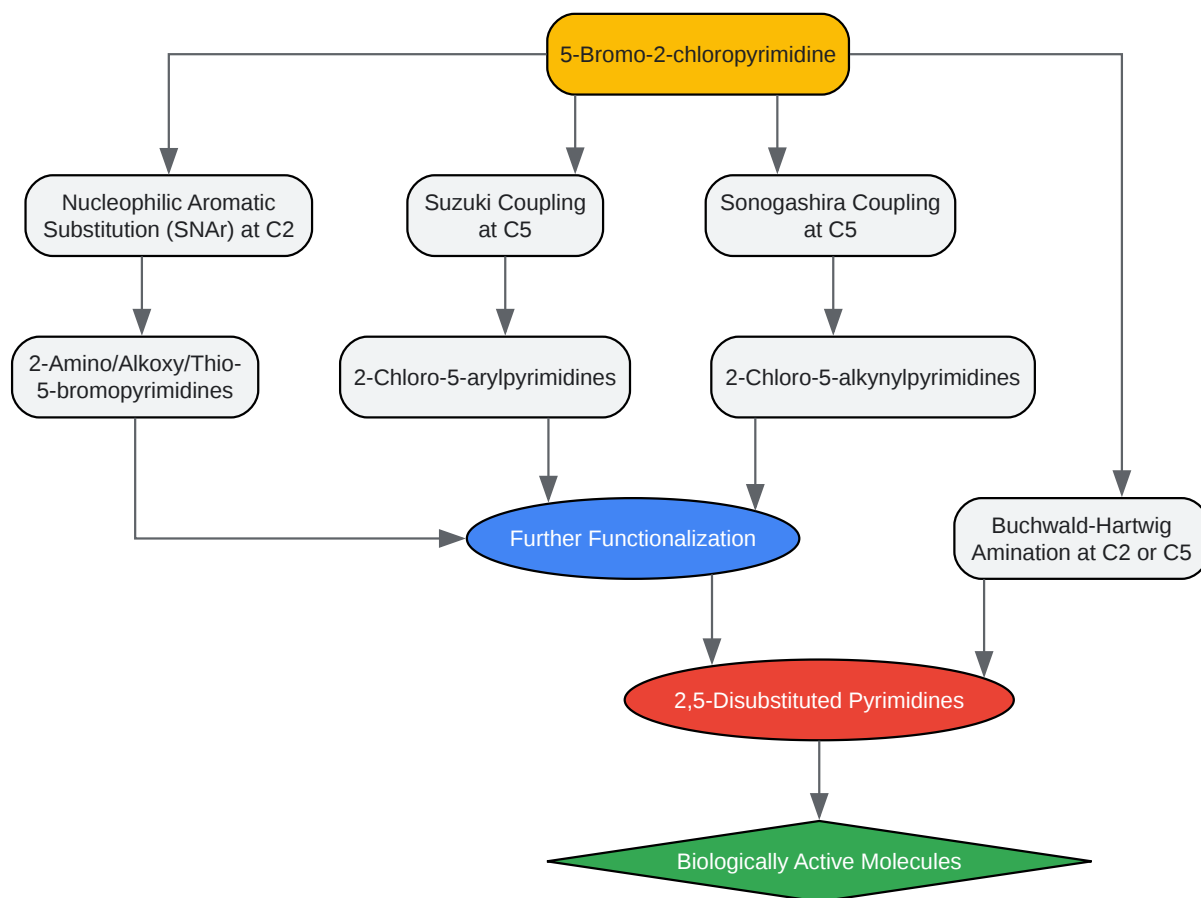 5-Bromo-2-chloropyrimidine
Nucleophilic Aromatic
Substitution (SNAr) at C2
Suzuki Coupling
at C5
Sonogashira Coupling
at C5
2-Amino/Alkoxy/Thio-
5-bromopyrimidines
2-Chloro-5-arylpyrimidines
2-Chloro-5-alkynylpyrimidines
Further Functionalization
Buchwald-Hartwig
Amination at C2 or C5
2,5-Disubstituted Pyrimidines
Biologically Active Molecules